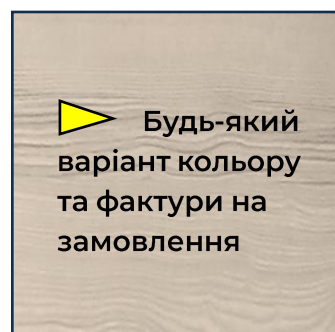 Будь-який
варіант кольору
та фактури на
замовлення